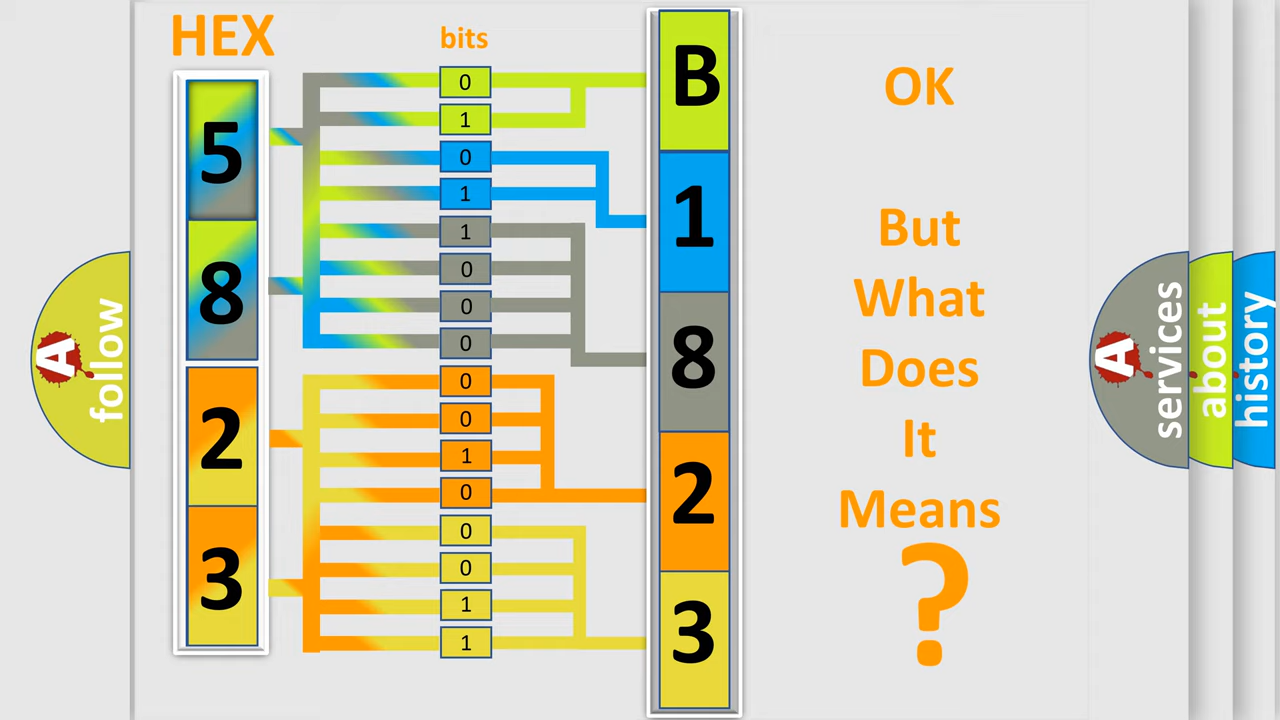 HEX
bits
5
8
2
3
0
1
0
1
1
0
0
0
0
0
1
0
0
0
1
1
B
1
8
2
3
OK
But
What
Does
It
Means
?
A
follow
A
services
about
history